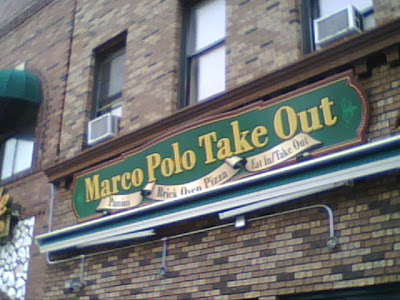 Marco Polo Take Out
Panini Brick Oven Pizza Eat In/Take Out